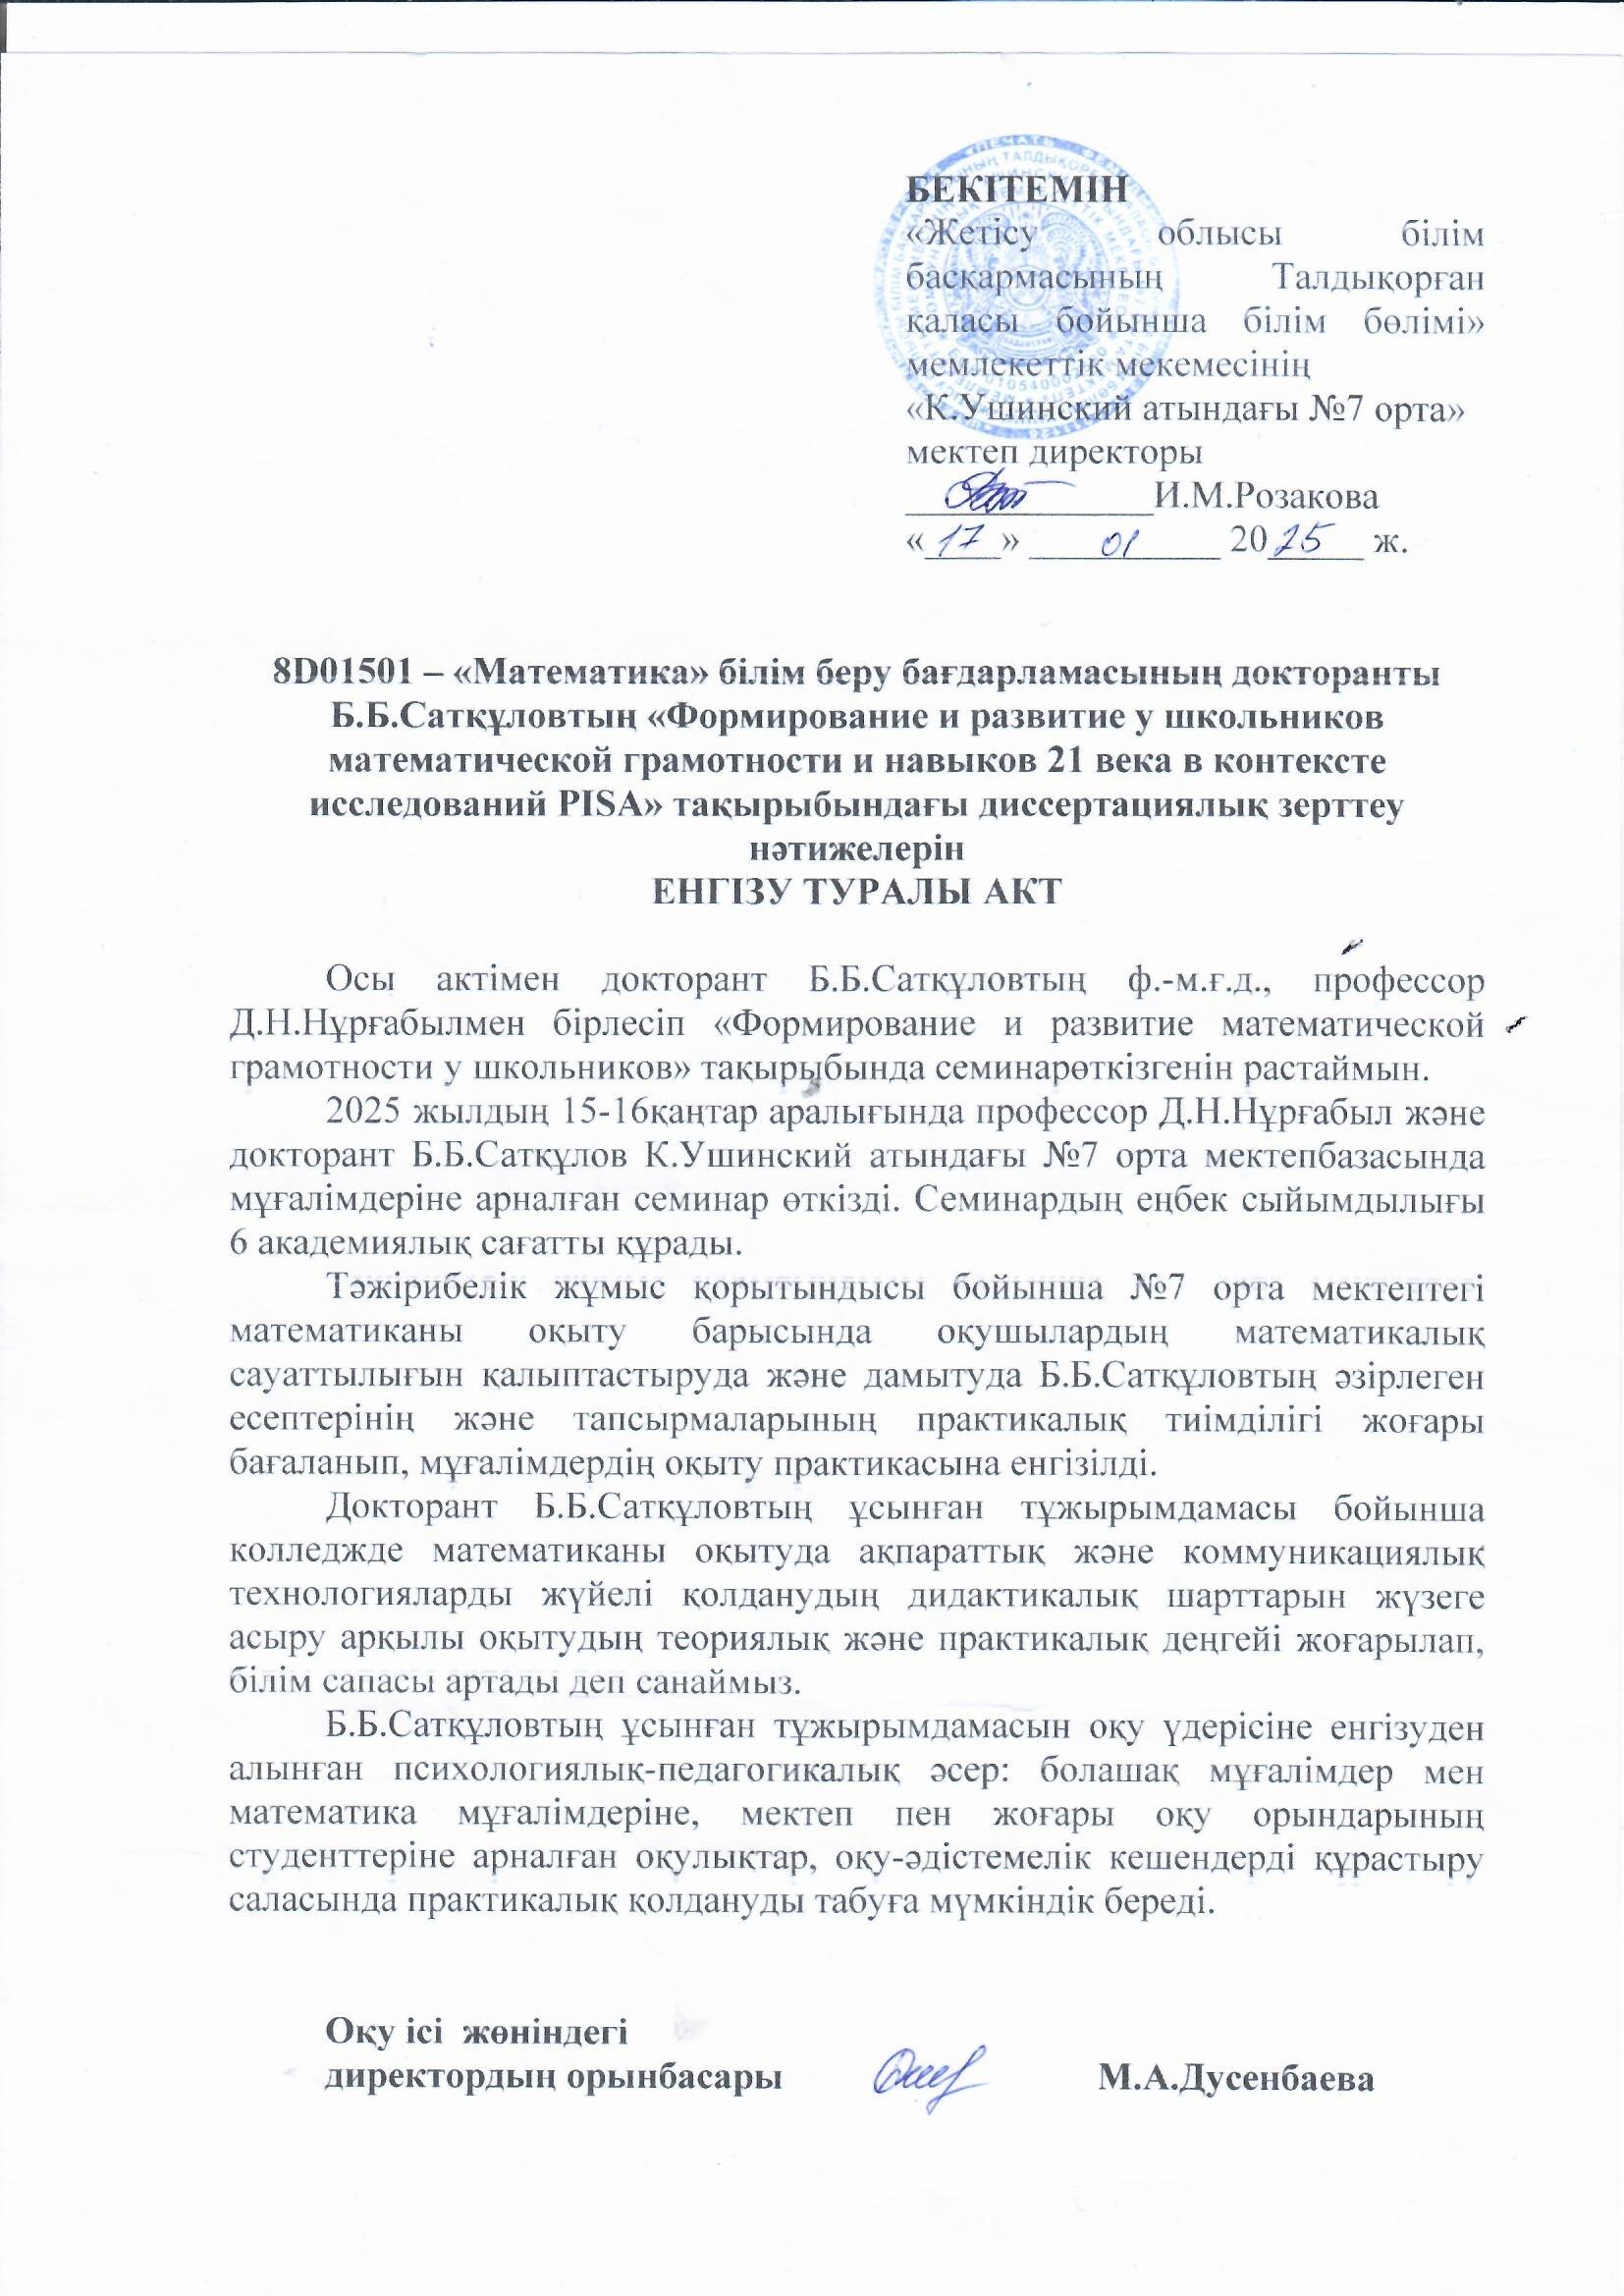 БЕКІТЕМІН
«Жетісу облысы білім
басқармасының Талдықорған
қаласы бойынша білім бөлімі»
мемлекеттік мекемесінің
«К.Ушинский атындағы №7 орта»
мектеп директоры
И.М.Розакова
«17» 01 2025 ж.
8D01501 – «Математика» білім беру бағдарламасының докторанты
Б.Б.Сатқұловтың «Формирование и развитие у школьников
математической грамотности и навыков 21 века в контексте
исследований PISA» тақырыбындағы диссертациялық зерттеу
нәтижелерін
ЕНГІЗУ ТУРАЛЫ АКТ
Осы актімен докторант Б.Б.Сатқұловтың ф.-м.ғ.д., профессор
Д.Н.Нұрғабылмен бірлесіп «Формирование и развитие математической
грамотности у школьников» тақырыбында семинарөткізгенін растаймын.
2025 жылдың 15-16қаңтар аралығында профессор Д.Н.Нұрғабыл және
докторант Б.Б.Сатқұлов К.Ушинский атындағы №7 орта мектепбазасында
мұғалімдеріне арналған семинар өткізді. Семинардың еңбек сыйымдылығы
6 академиялық сағатты құрады.
Тәжірибелік жұмыс қорытындысы бойынша №7 орта мектептегі
математиканы оқыту барысында оқушылардың математикалық
сауаттылығын қалыптастыруда және дамытуда Б.Б.Сатқұловтың әзірлеген
есептерінің және тапсырмаларының практикалық тиімділігі жоғары
бағаланып, мұғалімдердің оқыту практикасына енгізілді.
Докторант Б.Б.Сатқұловтың ұсынған тұжырымдамасы бойынша
колледжде математиканы оқытуда ақпараттық және коммуникациялық
технологияларды жүйелі қолданудың дидактикалық шарттарын жүзеге
асыру арқылы оқытудың теориялық және практикалық деңгейі жоғарылап,
білім сапасы артады деп санаймыз.
Б.Б.Сатқұловтың ұсынған тұжырымдамасын оқу үдерісіне енгізуден
алынған психологиялық-педагогикалық әсер: болашақ мұғалімдер мен
математика мұғалімдеріне, мектеп пен жоғары оқу орындарының
студенттеріне арналған оқулықтар, оқу-әдістемелік кешендерді құрастыру
саласында практикалық қолдануды табуға мүмкіндік береді.
Оқу ісі жөніндегі
директордың орынбасары М.А.Дусенбаева